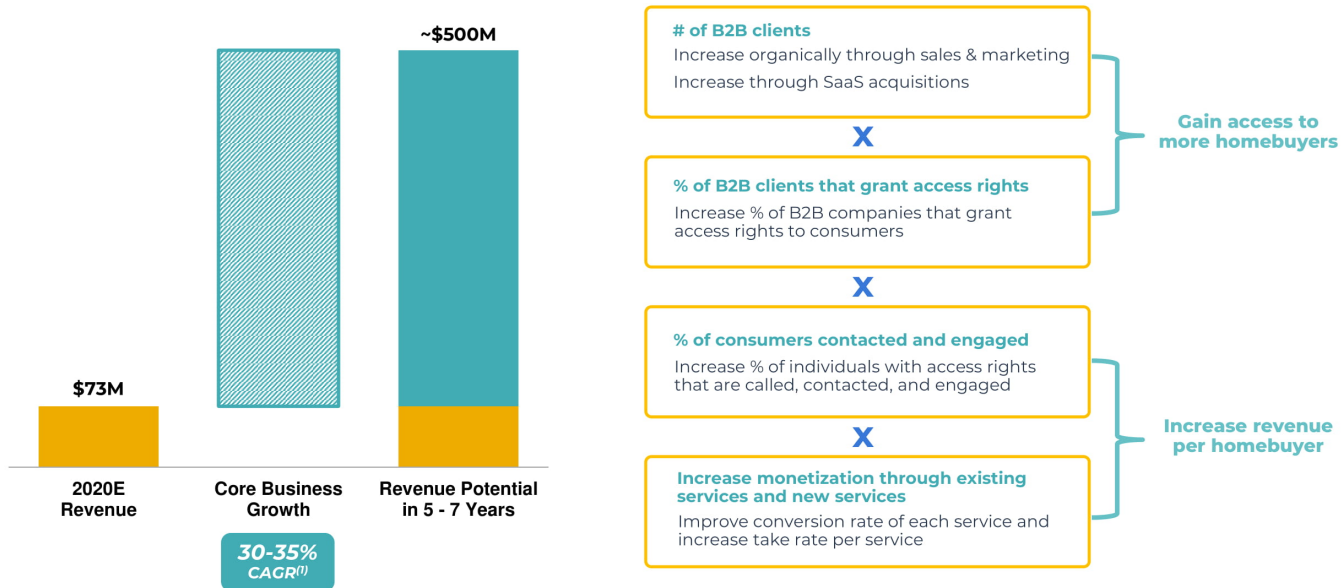 $73M
~$500M
2020E
Revenue
Core Business
Growth
Revenue Potential
in 5 - 7 Years
30-35%
CAGR(1)
# of B2B clients
Increase organically through sales & marketing
Increase through SaaS acquisitions
X
% of B2B clients that grant access rights
Increase % of B2B companies that grant
access rights to consumers
X
% of consumers contacted and engaged
Increase % of individuals with access rights
that are called, contacted, and engaged
X
Increase monetization through existing
services and new services
Improve conversion rate of each service and
increase take rate per service
Gain access to
more homebuyers
Increase revenue
per homebuyer